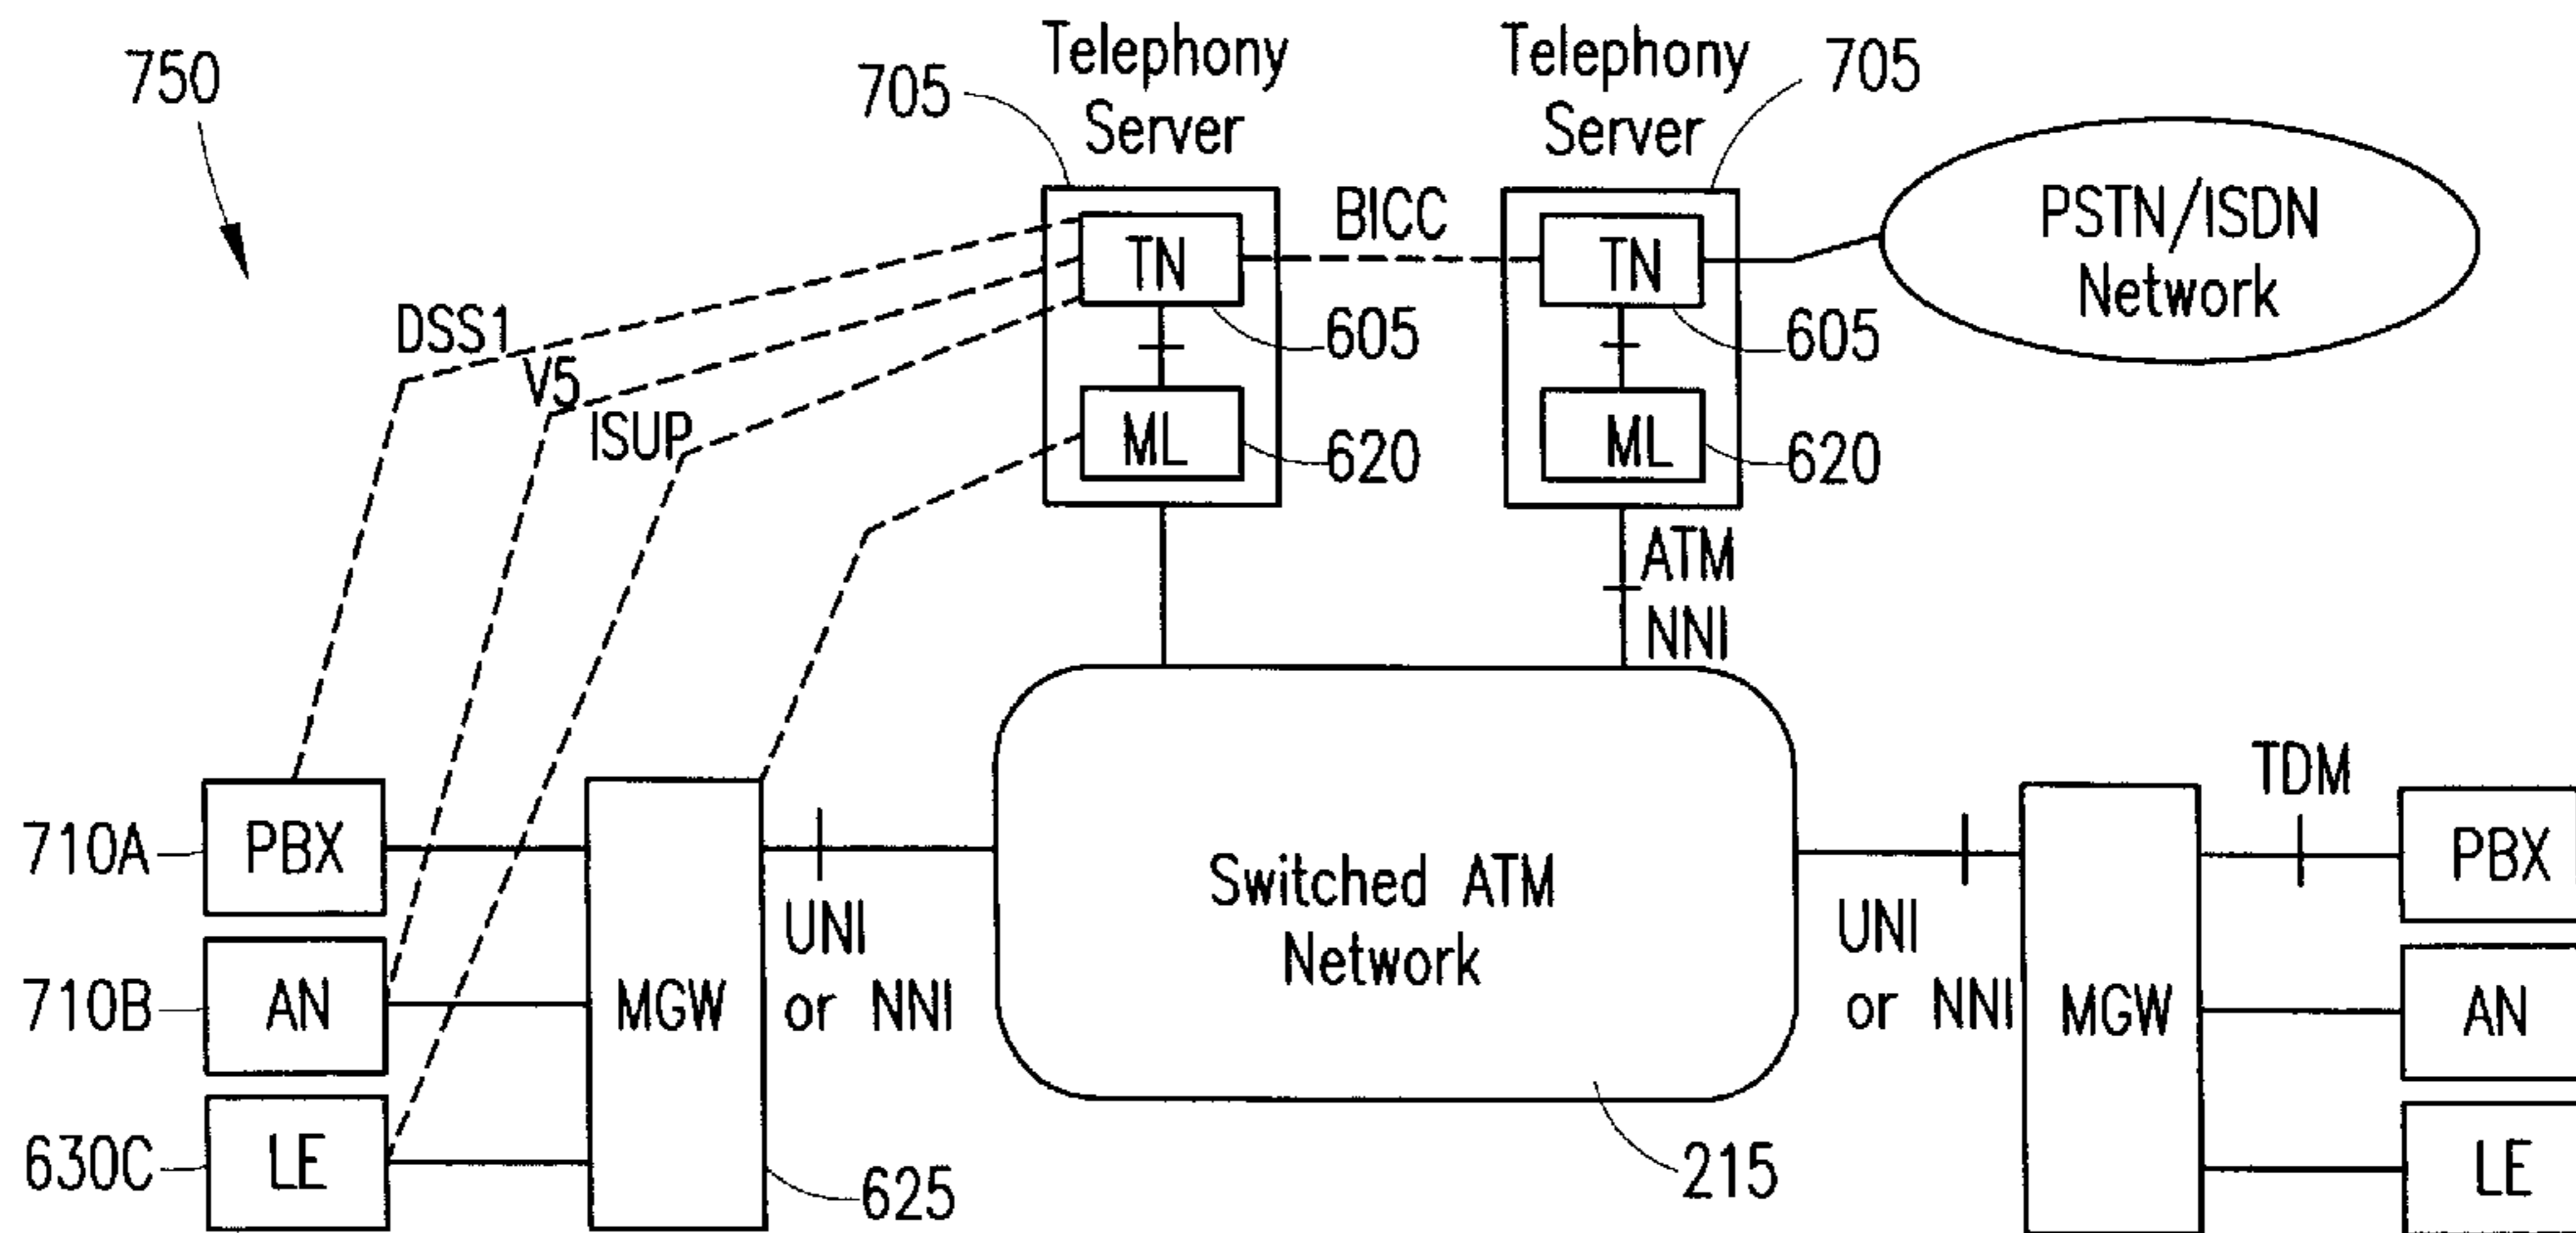 750
705
Telephony
Server
Telephony
Server
705
PSTN/ISDN
Network
BICC
TN
TN
605
605
ML
ML
620
620
DSS1
V5
ISUP
ATM
NNI
710A
PBX
710B
AN
630C
LE
MGW
625
UNI
or NNI
Switched ATM
Network
215
UNI
or NNI
MGW
TDM
PBX
AN
LE